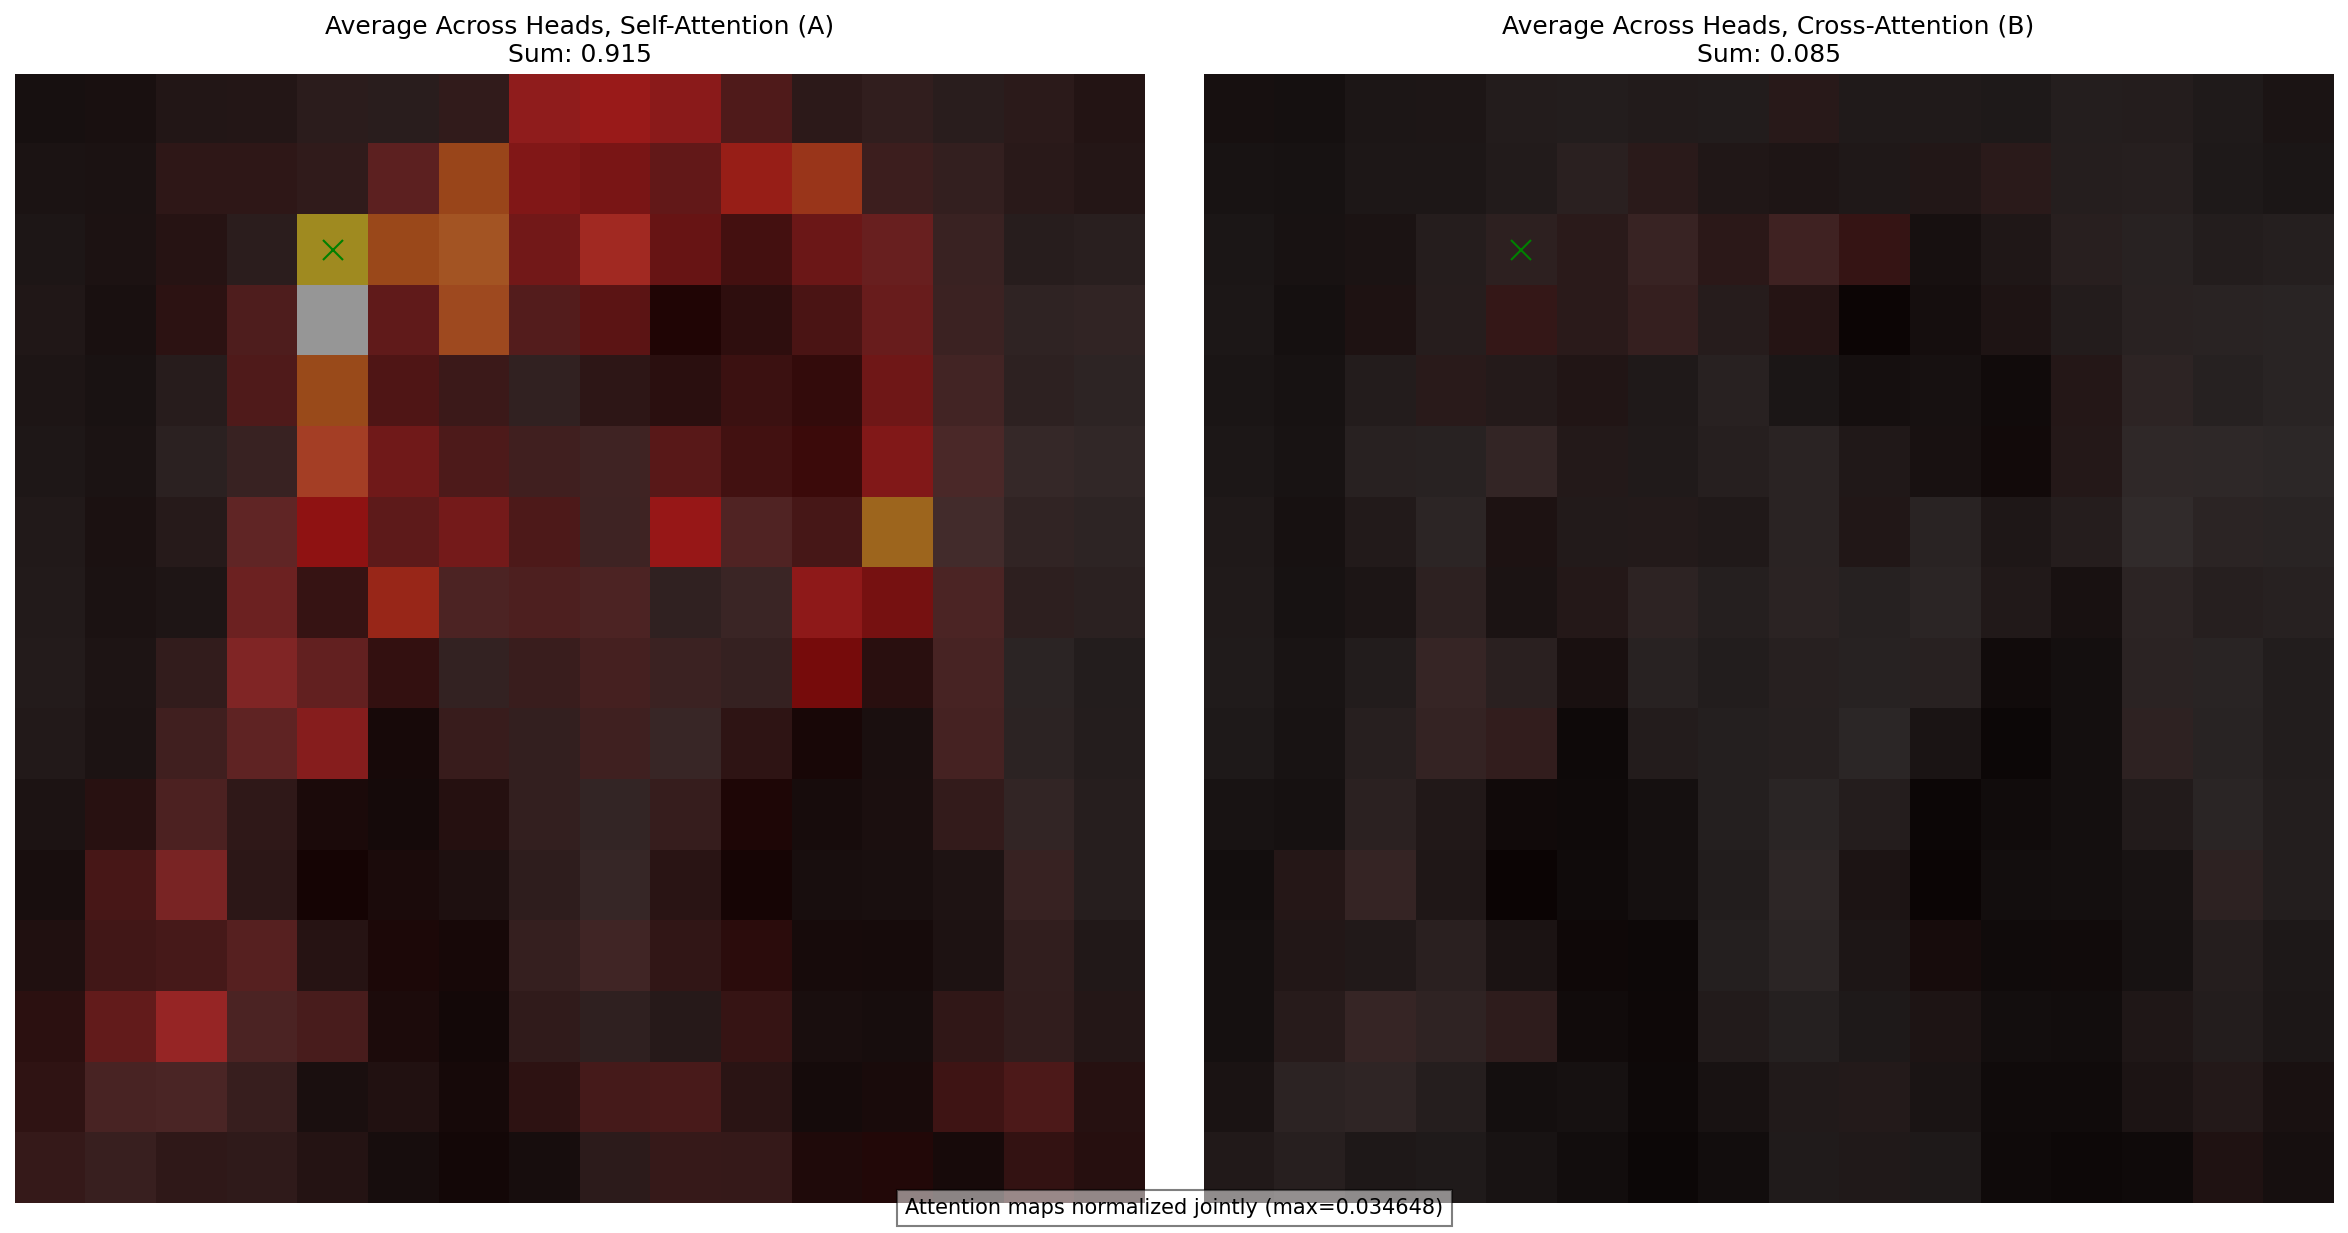 Average Across Heads, Self-Attention (A)
Sum: 0.915
Average Across Heads, Cross-Attention (B)
Sum: 0.085
Attention maps normalized jointly (max=0.034648)